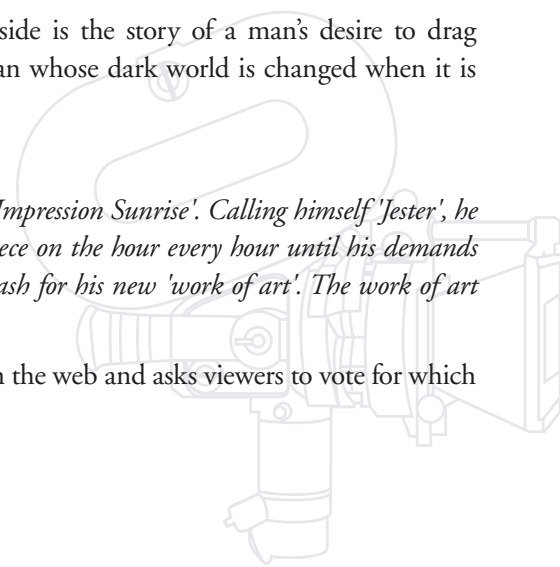 side is the story of a man's desire to drag
an whose dark world is changed when it is
Impression Sunrise'. Calling himself 'Jester', he
ece on the hour every hour until his demands
ash for his new 'work of art'. The work of art
n the web and asks viewers to vote for which